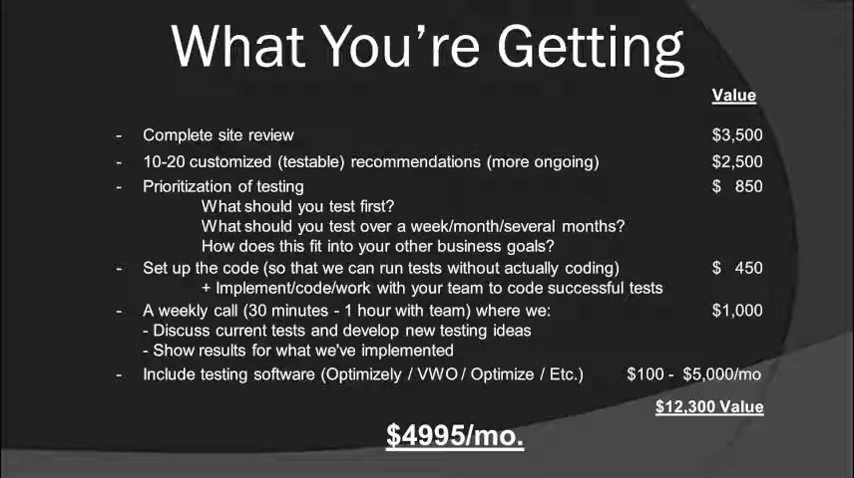 What You're Getting
Value
- Complete site review $3,500
- 10-20 customized (testable) recommendations (more ongoing) $2,500
- Prioritization of testing $ 850
What should you test first?
What should you test over a week/month/several months?
How does this fit into your other business goals?
- Set up the code (so that we can run tests without actually coding) $ 450
+ Implement/code/work with your team to code successful tests
- A weekly call (30 minutes - 1 hour with team) where we: $1,000
- Discuss current tests and develop new testing ideas
- Show results for what we've implemented
- Include testing software (Optimizely / VWO / Optimize / Etc.) $100 - $5,000/mo
$12,300 Value
$4995/mo.